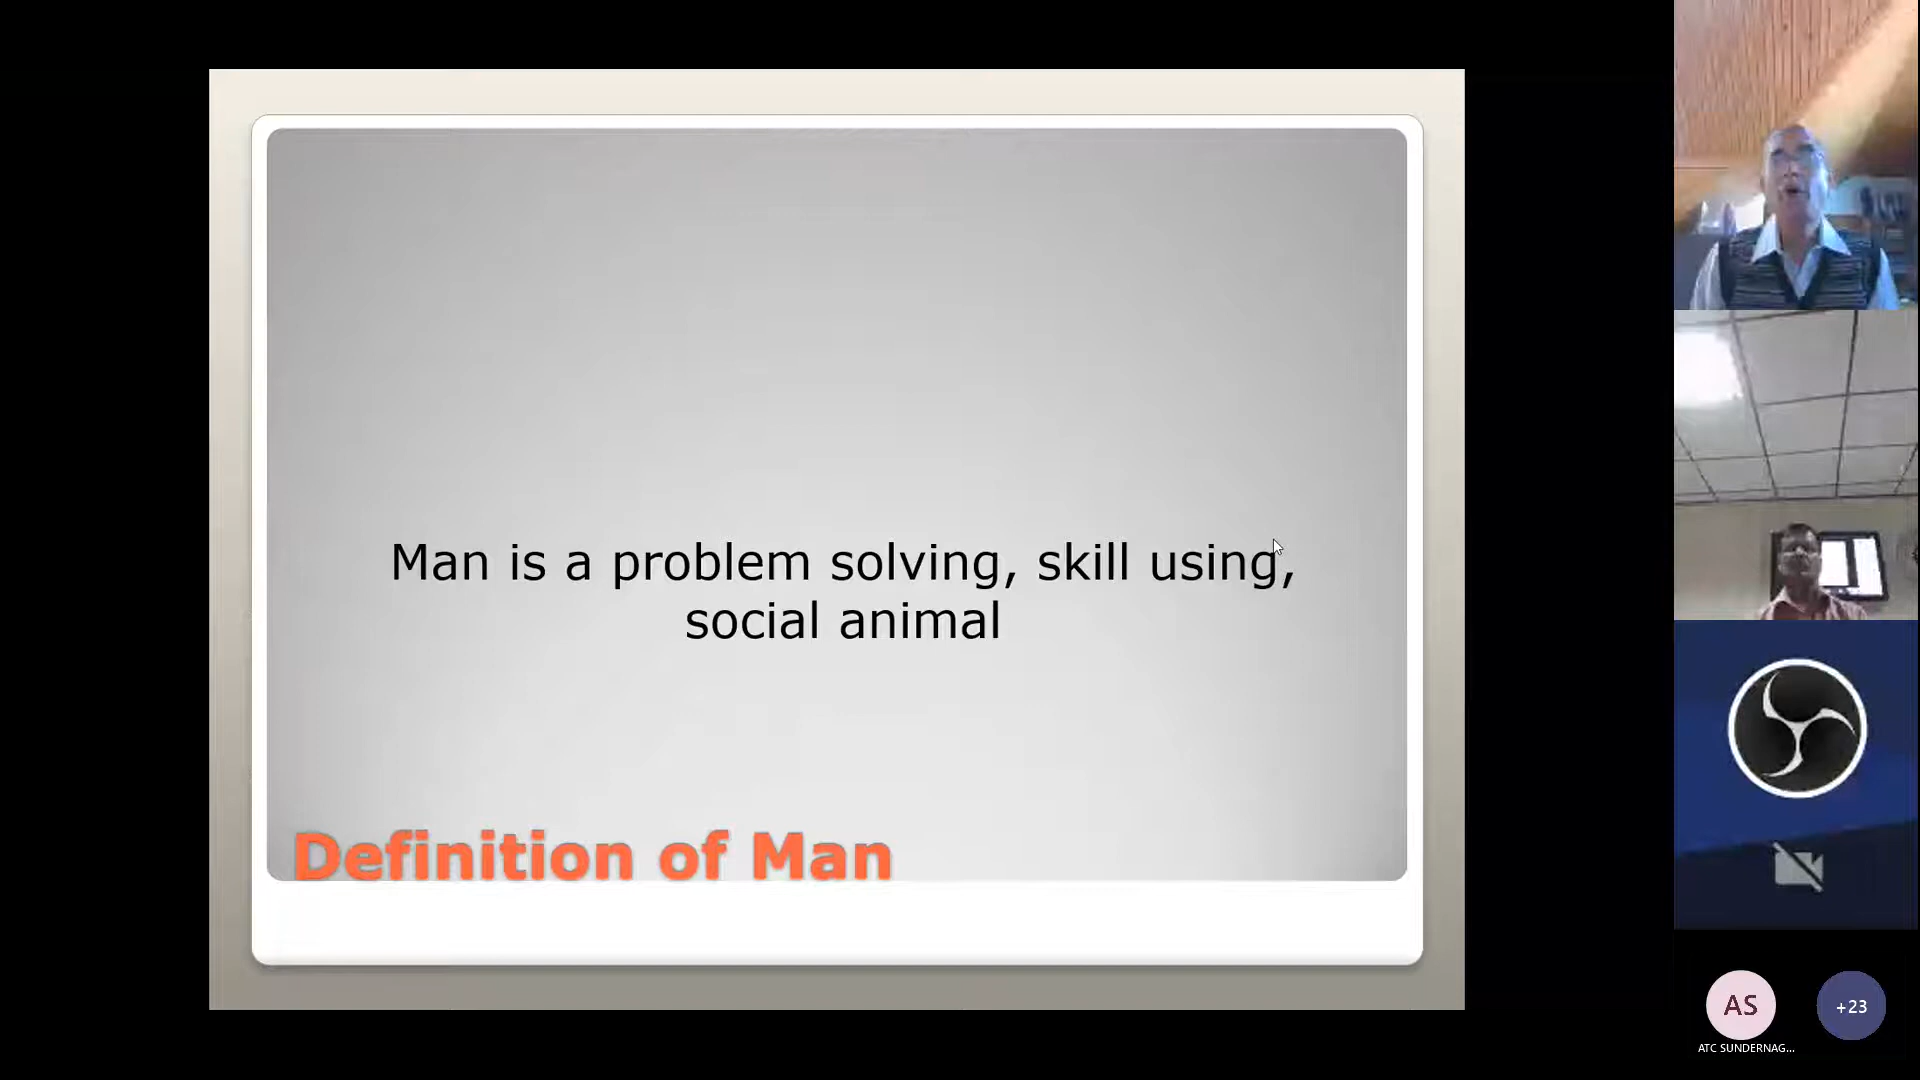 Man is a problem solving, skill using,
social animal
Definition of Man
AS
+23
ATC SUNDERNAG...